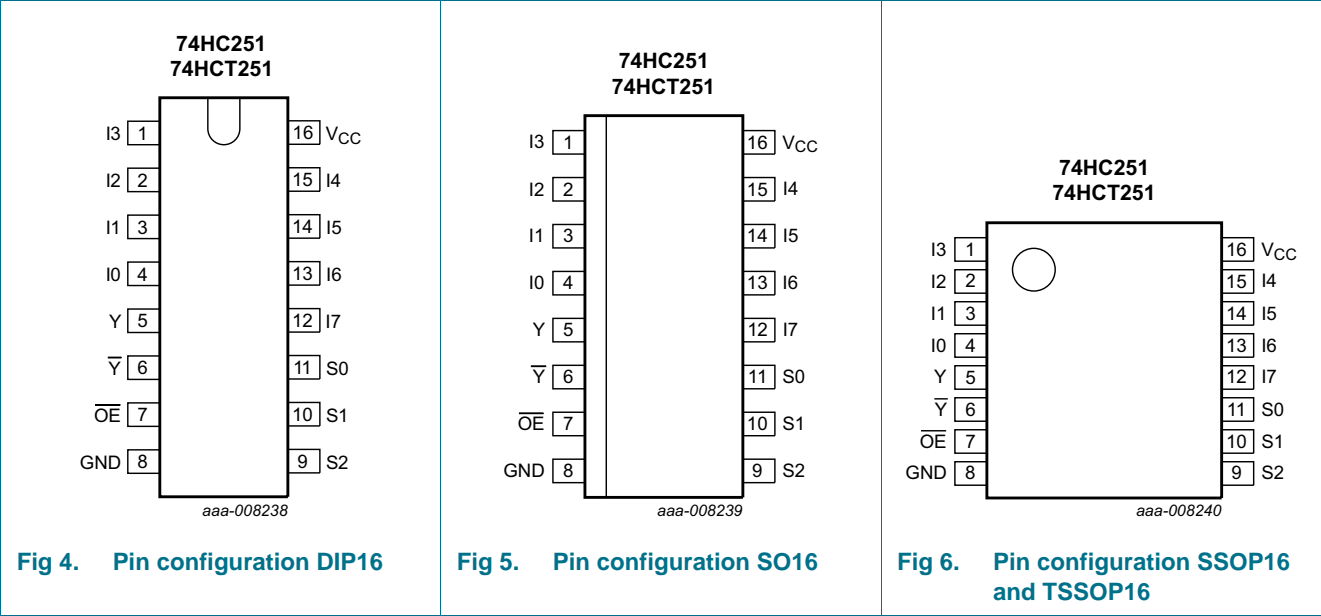 74HC251
74HCT251
I3 1 16 VCC
I2 2 15 I4
I1 3 14 I5
I0 4 13 I6
Y 5 12 I7
Y̅ 6 11 S0
O̅E̅ 7 10 S1
GND 8 9 S2
aaa-008238
Fig 4. Pin configuration DIP16
74HC251
74HCT251
I3 1 16 VCC
I2 2 15 I4
I1 3 14 I5
I0 4 13 I6
Y 5 12 I7
Y̅ 6 11 S0
O̅E̅ 7 10 S1
GND 8 9 S2
aaa-008239
Fig 5. Pin configuration SO16
74HC251
74HCT251
I3 1 16 VCC
I2 2 15 I4
I1 3 14 I5
I0 4 13 I6
Y 5 12 I7
Y̅ 6 11 S0
O̅E̅ 7 10 S1
GND 8 9 S2
aaa-008240
Fig 6. Pin configuration SSOP16
and TSSOP16